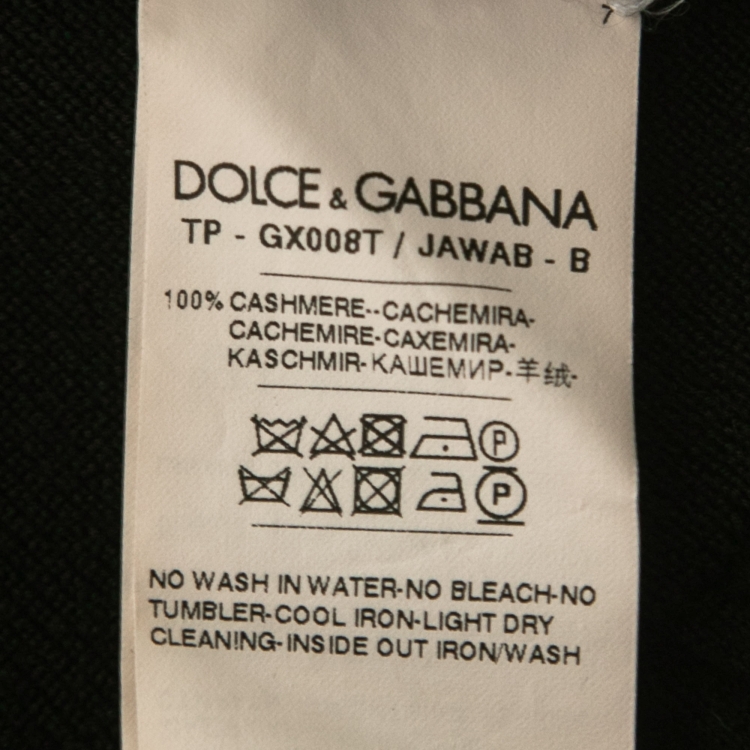 7
DOLCE & GABBANA
TP - GX008T / JAWAB - B
100% CASHMERE--CACHEMIRA-
CACHEMIRE-CAXEMIRA-
KASCHMIR-КАШЕМИР-羊绒-
P
P
NO WASH IN WATER-NO BLEACH-NO
TUMBLER-COOL IRON-LIGHT DRY
CLEANING-INSIDE OUT IRON/WASH